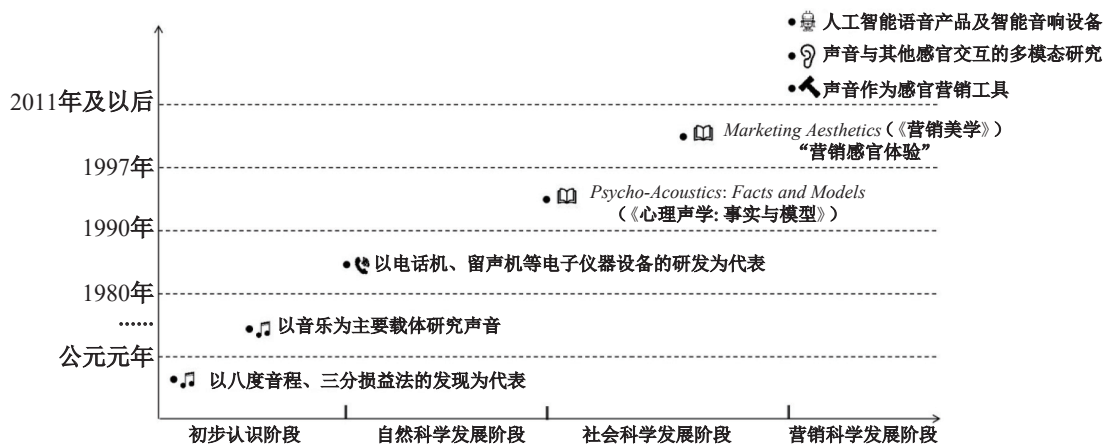 人工智能语音产品及智能音响设备
声音与其他感官交互的多模态研究
声音作为感官营销工具
2011年及以后
Marketing Aesthetics(《营销美学》)
“营销感官体验”
1997年
Psycho-Acoustics: Facts and Models
(《心理声学: 事实与模型》)
1990年
以电话机、留声机等电子仪器设备的研发为代表
1980年
……
以音乐为主要载体研究声音
公元元年
以八度音程、三分损益法的发现为代表
初步认识阶段 自然科学发展阶段 社会科学发展阶段 营销科学发展阶段